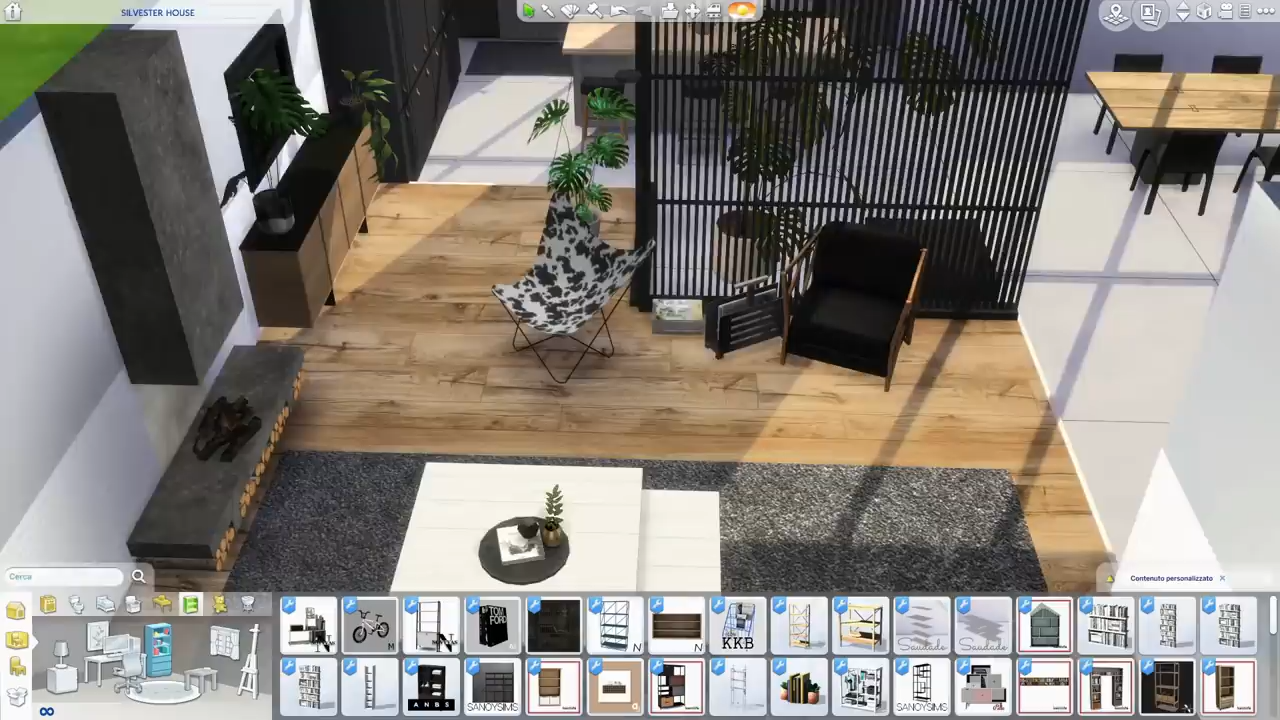 SILVESTER HOUSE
Cerca
Contenuto personalizzato
TOM FORD
N
N
KKB
Saudade
Saudade
M
ANBS
SANOYSIMS
SANOYSIMS